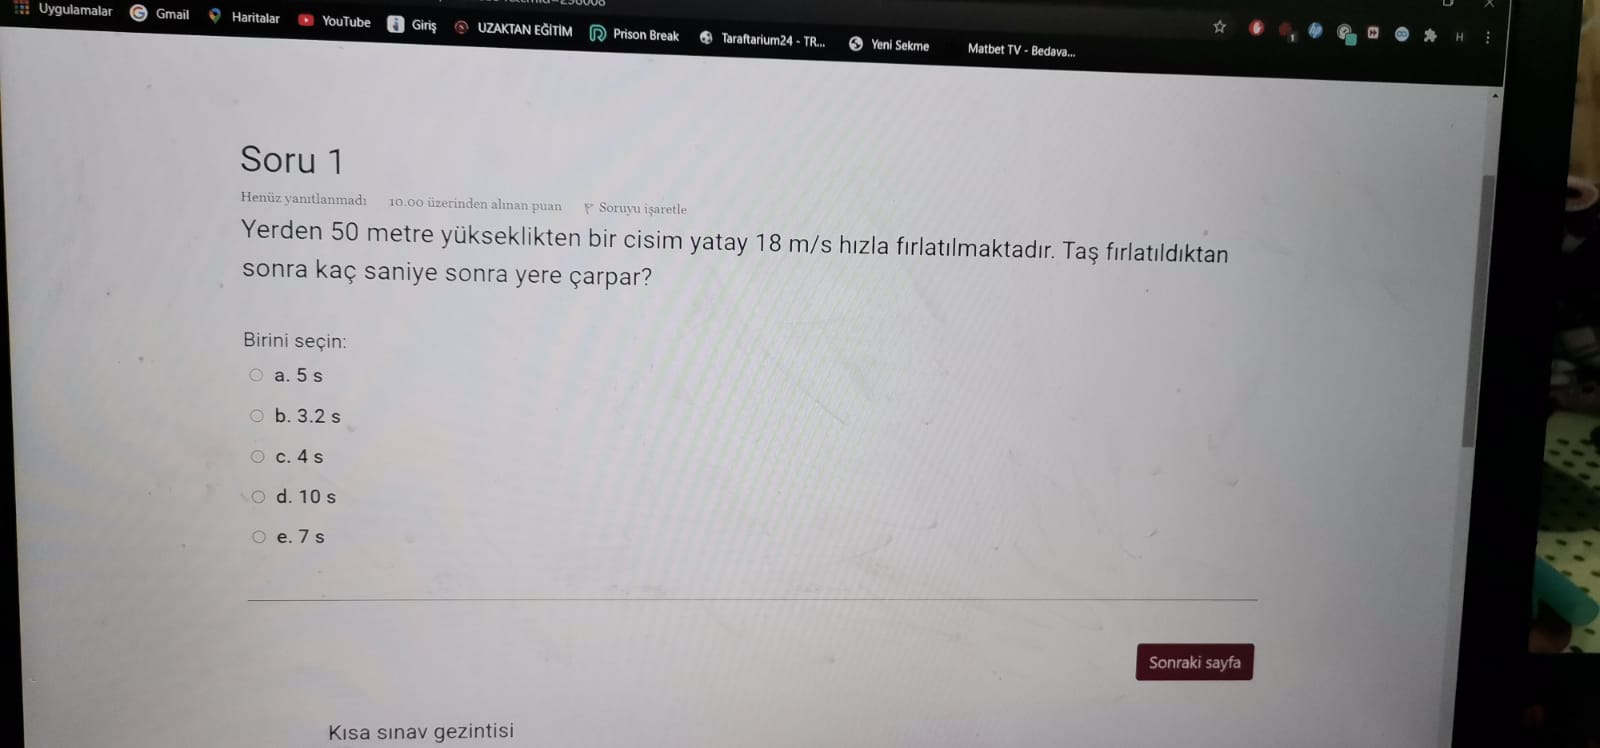 Uygulamalar Gmail Haritalar YouTube Giriş UZAKTAN EĞİTİM Prison Break Taraftarium24 - TR... Yeni Sekme Matbet TV - Bedava... 1 H
Soru 1
Henüz yanıtlanmadı 10.00 üzerinden alınan puan Soruyu işaretle
Yerden 50 metre yükseklikten bir cisim yatay 18 m/s hızla fırlatılmaktadır. Taş fırlatıldıktan
sonra kaç saniye sonra yere çarpar?
Birini seçin:
a. 5 s
b. 3.2 s
c. 4 s
d. 10 s
e. 7 s
Sonraki sayfa
Kısa sınav gezintisi